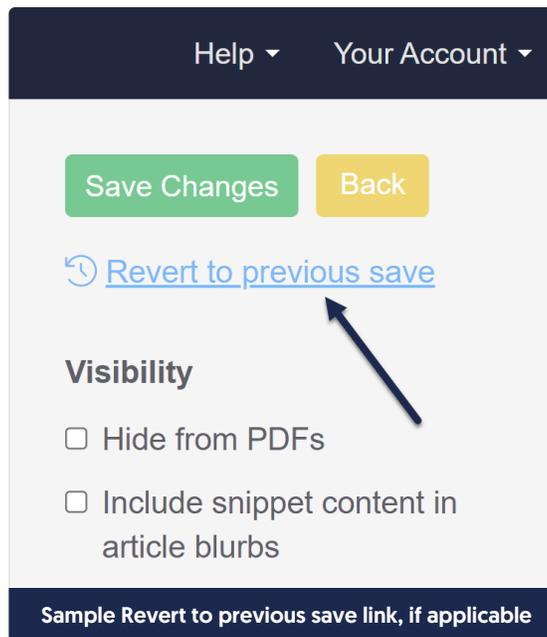 Help Your Account
Save Changes Back
Revert to previous save
Visibility
Hide from PDFs
Include snippet content in
article blurbs
Sample Revert to previous save link, if applicable